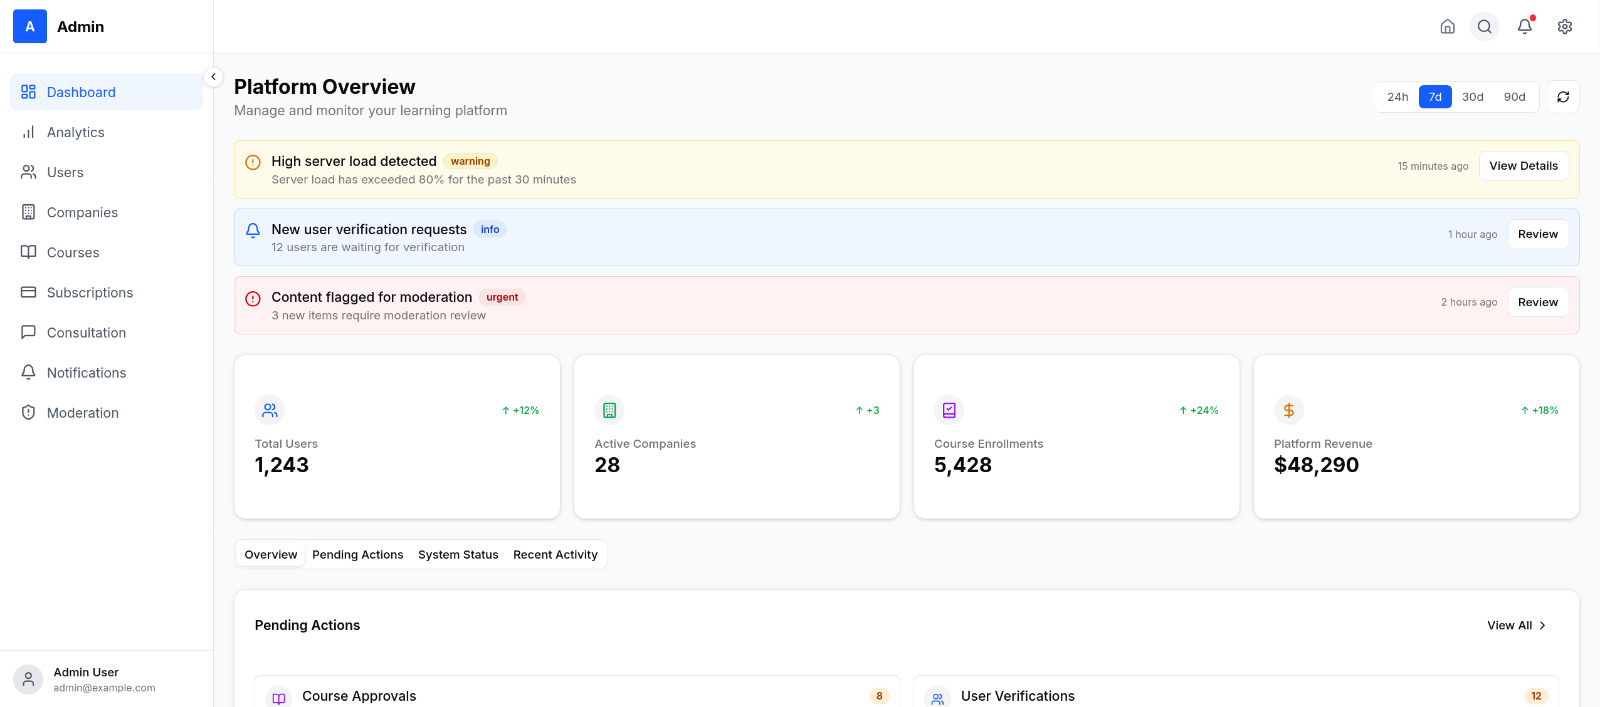 A Admin
Dashboard
Analytics
Users
Companies
Courses
Subscriptions
Consultation
Notifications
Moderation
Admin User
admin@example.com
Platform Overview
Manage and monitor your learning platform
24h 7d 30d 90d
High server load detected warning
Server load has exceeded 80% for the past 30 minutes
15 minutes ago View Details
New user verification requests info
12 users are waiting for verification
1 hour ago Review
Content flagged for moderation urgent
3 new items require moderation review
2 hours ago Review
↑ +12%
Total Users
1,243
↑ +3
Active Companies
28
↑ +24%
Course Enrollments
5,428
↑ +18%
Platform Revenue
$48,290
Overview Pending Actions System Status Recent Activity
Pending Actions View All
Course Approvals 8
User Verifications 12